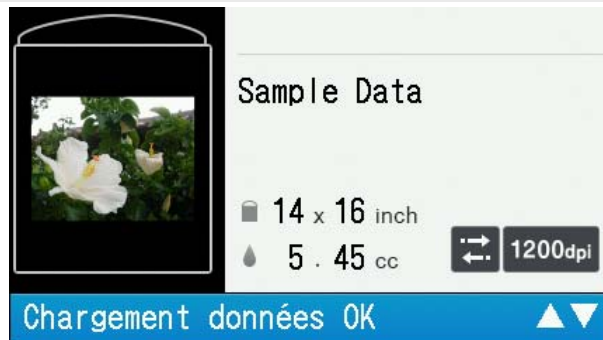 Sample Data
14 x 16 inch
5 . 45 cc
1200dpi
Chargement données OK